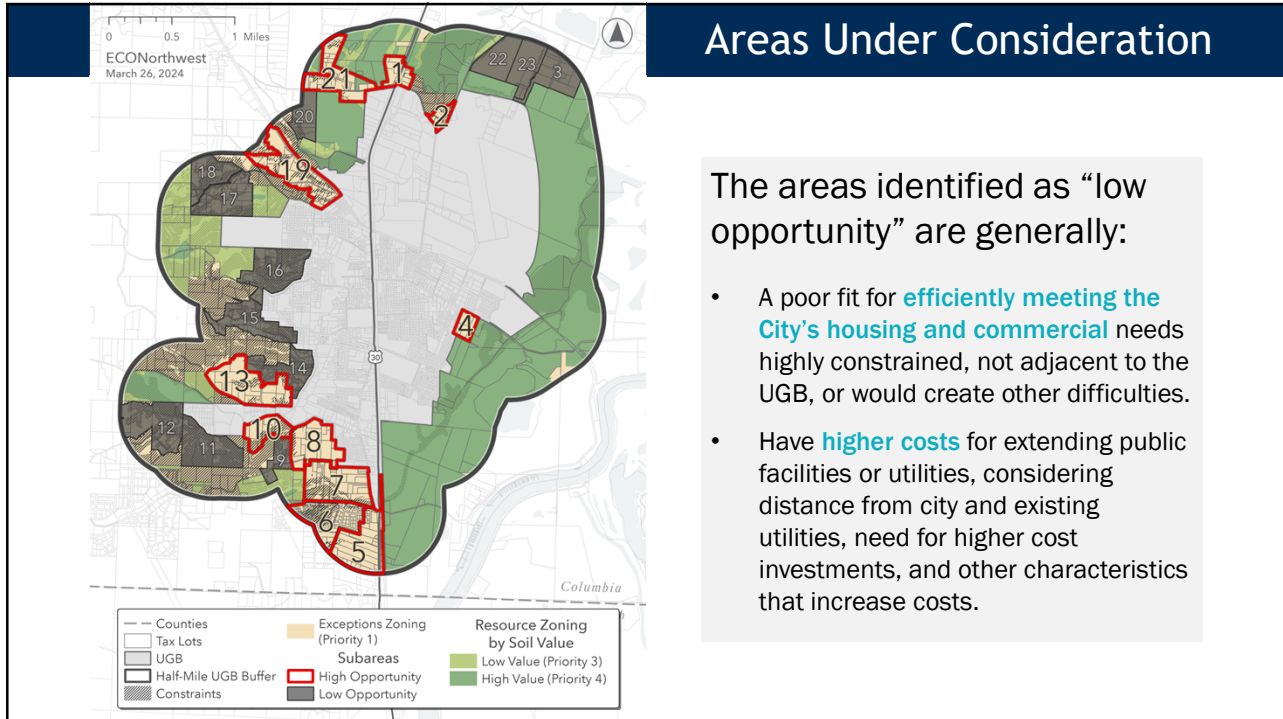 Areas Under Consideration
0 0.5 1 Miles
ECONorthwest
March 26, 2024
21
1
22
23
3
2
20
19
18
17
16
15
4
30
14
13
12
11
10
9
8
7
6
5
Columbia
Counties
Tax Lots
UGB
Half-Mile UGB Buffer
Constraints
Exceptions Zoning
(Priority 1)
Subareas
High Opportunity
Low Opportunity
Resource Zoning
by Soil Value
Low Value (Priority 3)
High Value (Priority 4)
The areas identified as “low
opportunity” are generally:
• A poor fit for efficiently meeting the
City’s housing and commercial needs
highly constrained, not adjacent to the
UGB, or would create other difficulties.
• Have higher costs for extending public
facilities or utilities, considering
distance from city and existing
utilities, need for higher cost
investments, and other characteristics
that increase costs.